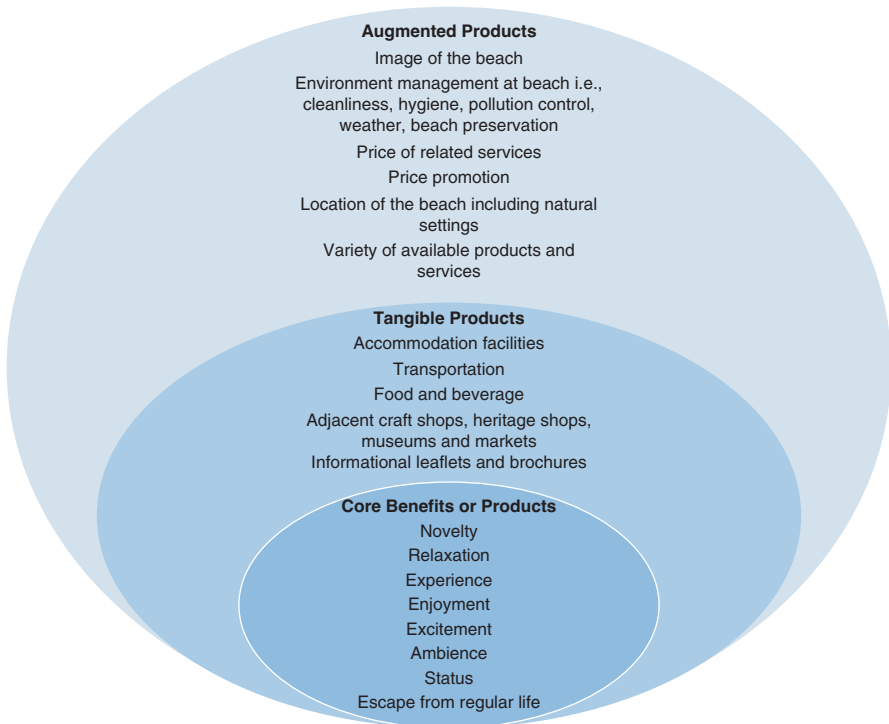 Augmented Products
Image of the beach
Environment management at beach i.e.,
cleanliness, hygiene, pollution control,
weather, beach preservation
Price of related services
Price promotion
Location of the beach including natural
settings
Variety of available products and
services
Tangible Products
Accommodation facilities
Transportation
Food and beverage
Adjacent craft shops, heritage shops,
museums and markets
Informational leaflets and brochures
Core Benefits or Products
Novelty
Relaxation
Experience
Enjoyment
Excitement
Ambience
Status
Escape from regular life